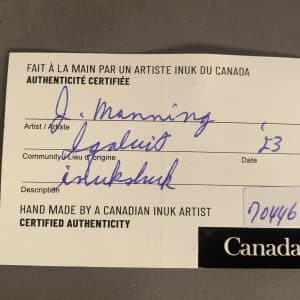 FAIT À LA MAIN PAR UN ARTISTE INUK DU CANADA
AUTHENTICITÉ CERTIFIÉE
J. Manning
Artist / Artiste
Iqaluit '23
Community / Lieu d'origine Date
inukshuk
Description
HAND MADE BY A CANADIAN INUK ARTIST
CERTIFIED AUTHENTICITY
70446
Canada